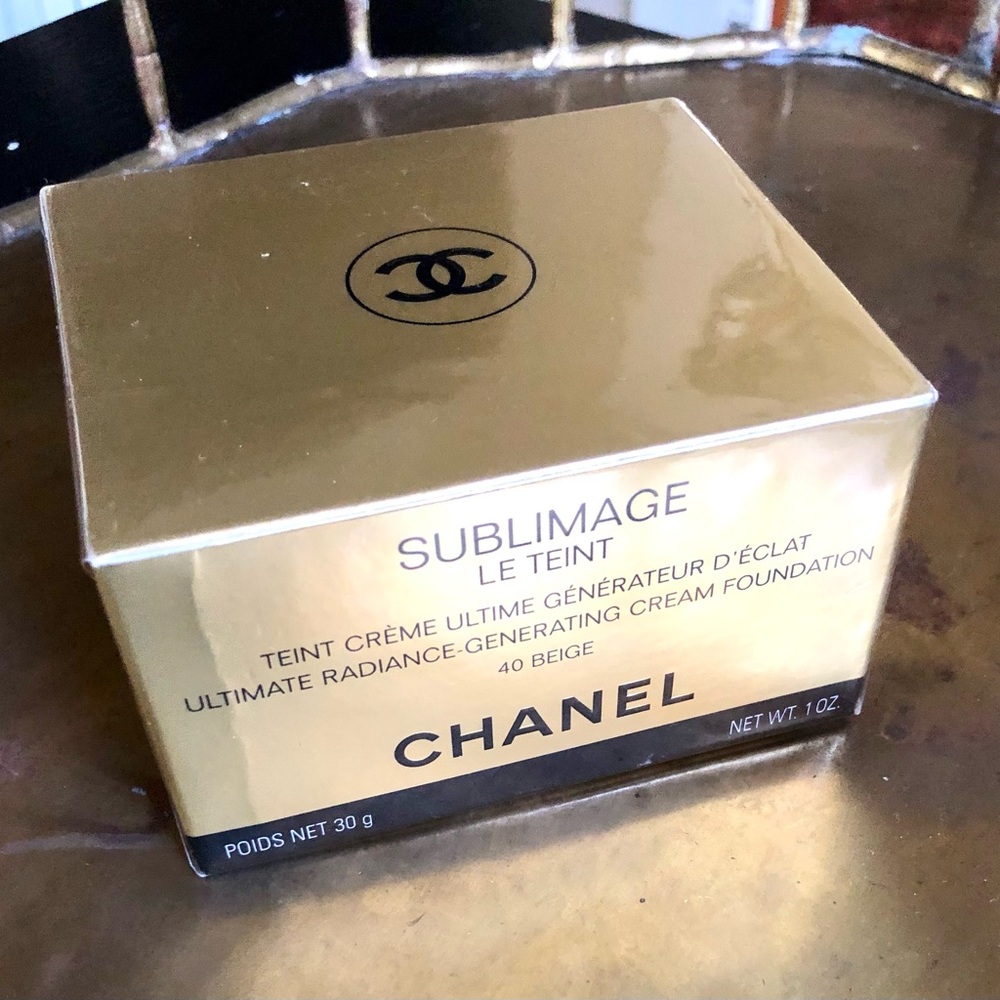 SUBLIMAGE
LE TEINT
TEINT CRÈME ULTIME GÉNÉRATEUR D'ÉCLAT
ULTIMATE RADIANCE-GENERATING CREAM FOUNDATION
40 BEIGE
CHANEL
POIDS NET 30 g
NET WT. 1 OZ.